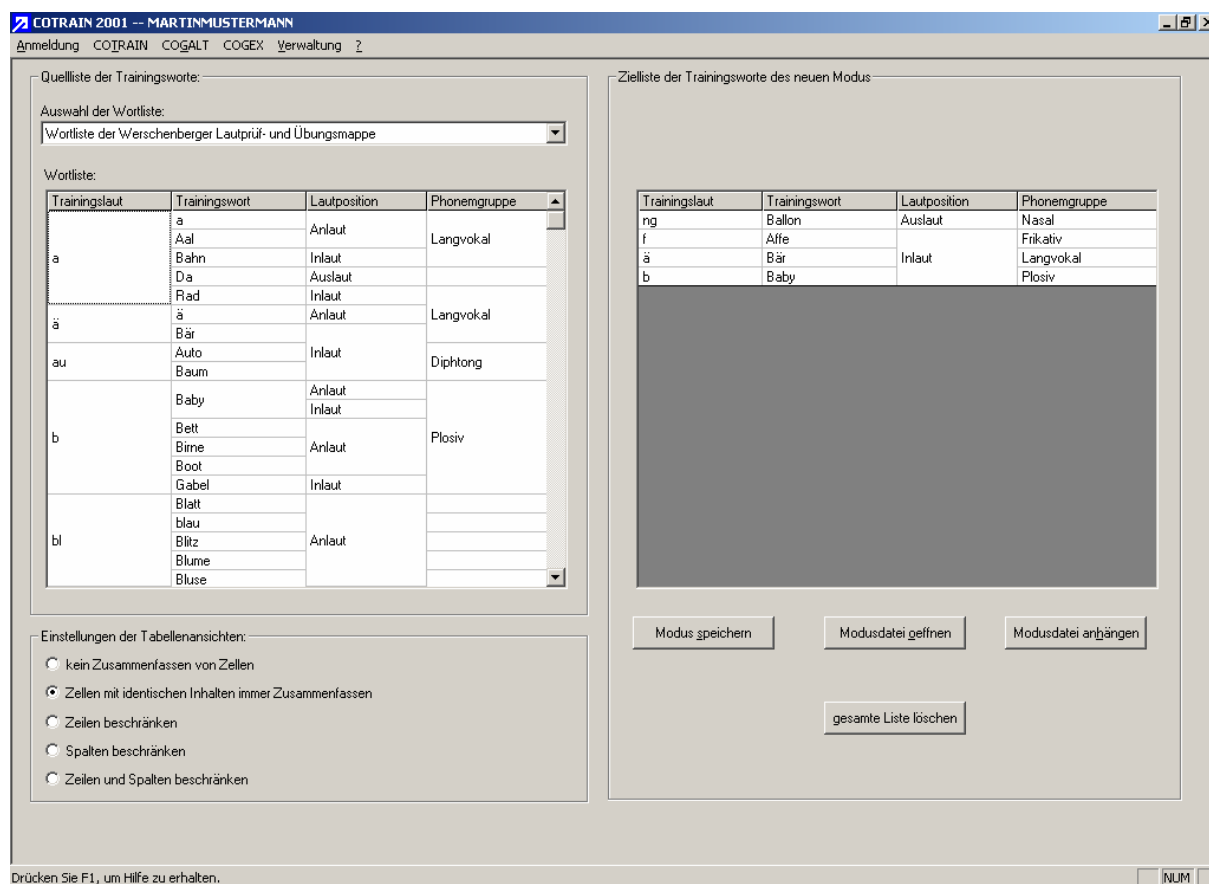 COTRAIN 2001 -- MARTINMUSTERMANN
Anmeldung COTRAIN COGALT COGEX Verwaltung ?
Quellliste der Trainingsworte:
Auswahl der Wortliste:
Wortliste der Werschenberger Lautprüf- und Übungsmappe
Wortliste:
Trainingslaut Trainingswort Lautposition Phonemgruppe
a a Anlaut Langvokal
Aal
Bahn Inlaut
Da Auslaut
Rad Inlaut
ä ä Anlaut Langvokal
Bär Inlaut
au Auto Diphtong
Baum
b Baby Anlaut Plosiv
Inlaut
Bett Anlaut
Birne
Boot
Gabel Inlaut
bl Blatt Anlaut
blau
Blitz
Blume
Bluse
Einstellungen der Tabellenansichten:
kein Zusammenfassen von Zellen
Zellen mit identischen Inhalten immer Zusammenfassen
Zeilen beschränken
Spalten beschränken
Zeilen und Spalten beschränken
Zielliste der Trainingsworte des neuen Modus
Trainingslaut Trainingswort Lautposition Phonemgruppe
ng Ballon Auslaut Nasal
f Affe Inlaut Frikativ
ä Bär Langvokal
b Baby Plosiv
Modus speichern Modusdatei oeffnen Modusdatei anhängen
gesamte Liste löschen
Drücken Sie F1, um Hilfe zu erhalten.
NUM